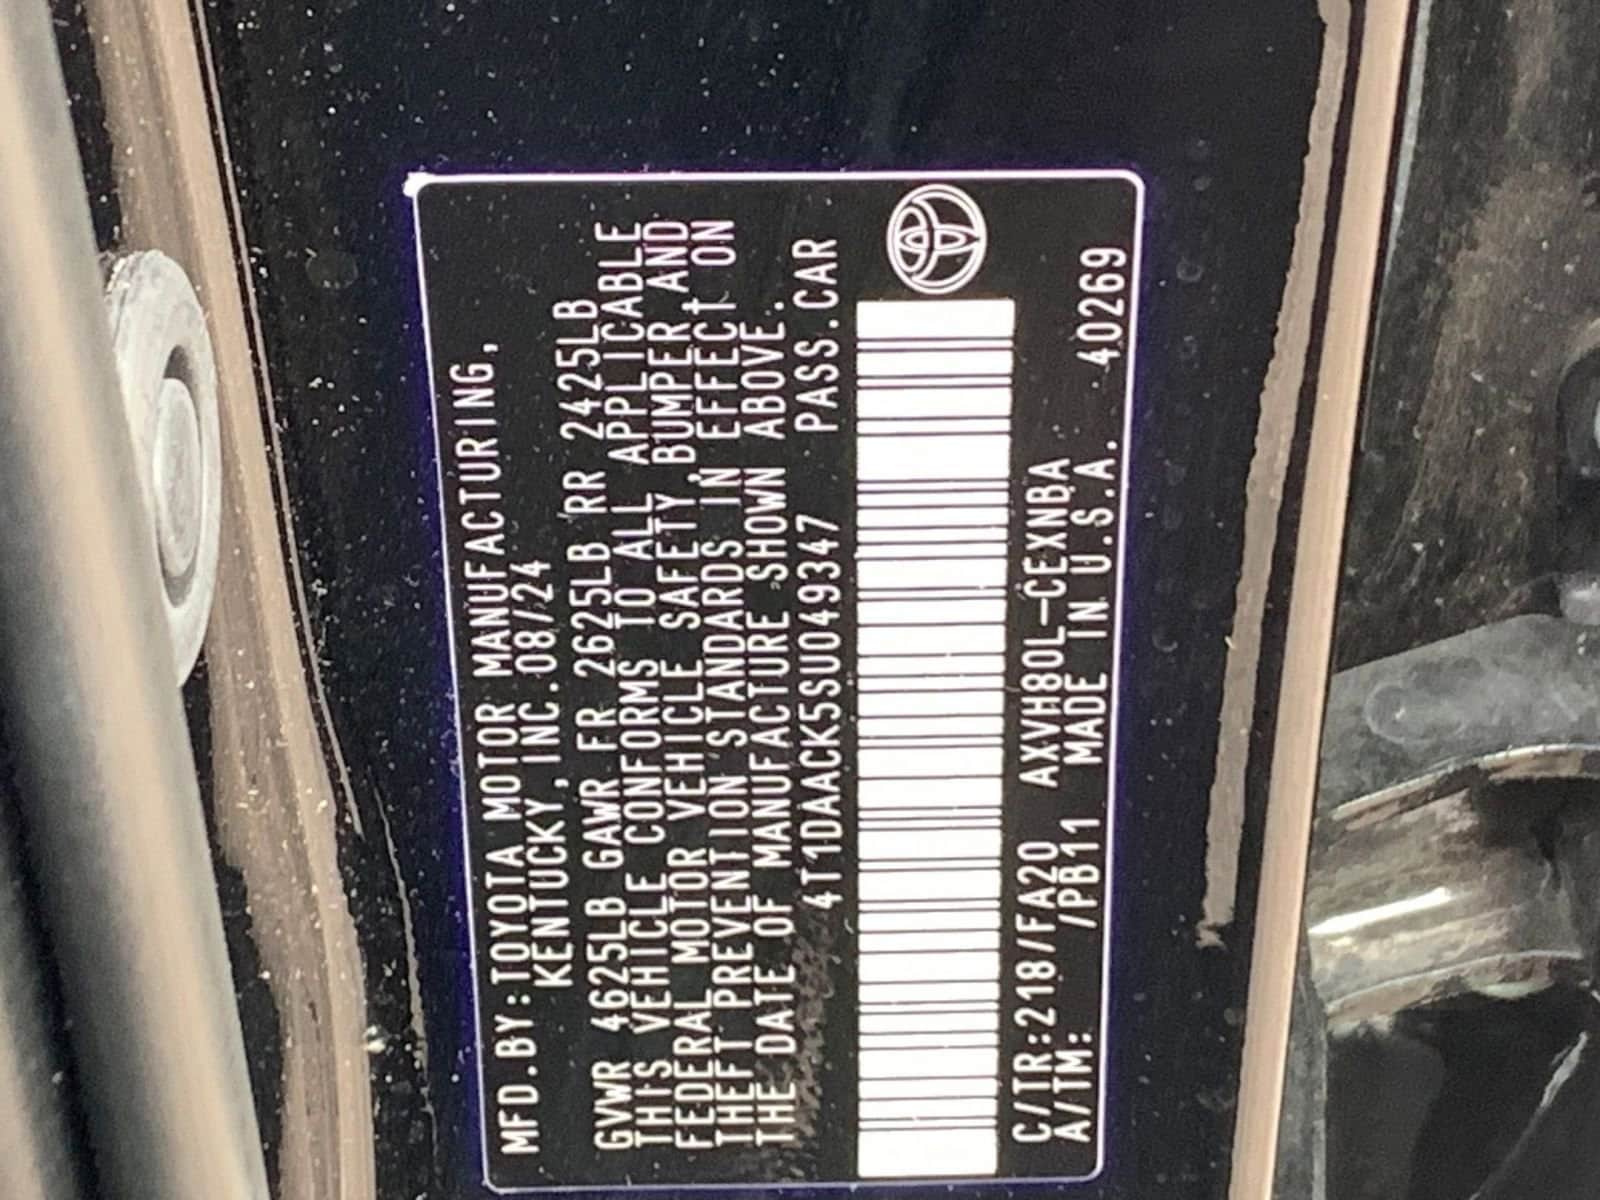 MFD.BY:TOYOTA MOTOR MANUFACTURING,
KENTUCKY, INC.08/24
GVWR 4625LB GAWR FR 2625LB RR 2425LB
THIS VEHICLE CONFORMS TO ALL APPLICABLE
FEDERAL MOTOR VEHICLE SAFETY, BUMPER AND
THEFT PREVENTION STANDARDS IN EFFECT ON
THE DATE OF MANUFACTURE SHOWN ABOVE.
4T1DAACK5SU049347 PASS.CAR
C/TR:218/FA20 AXVH80L-CEXNBA
A/TM: /PB11 MADE IN U.S.A. 40269